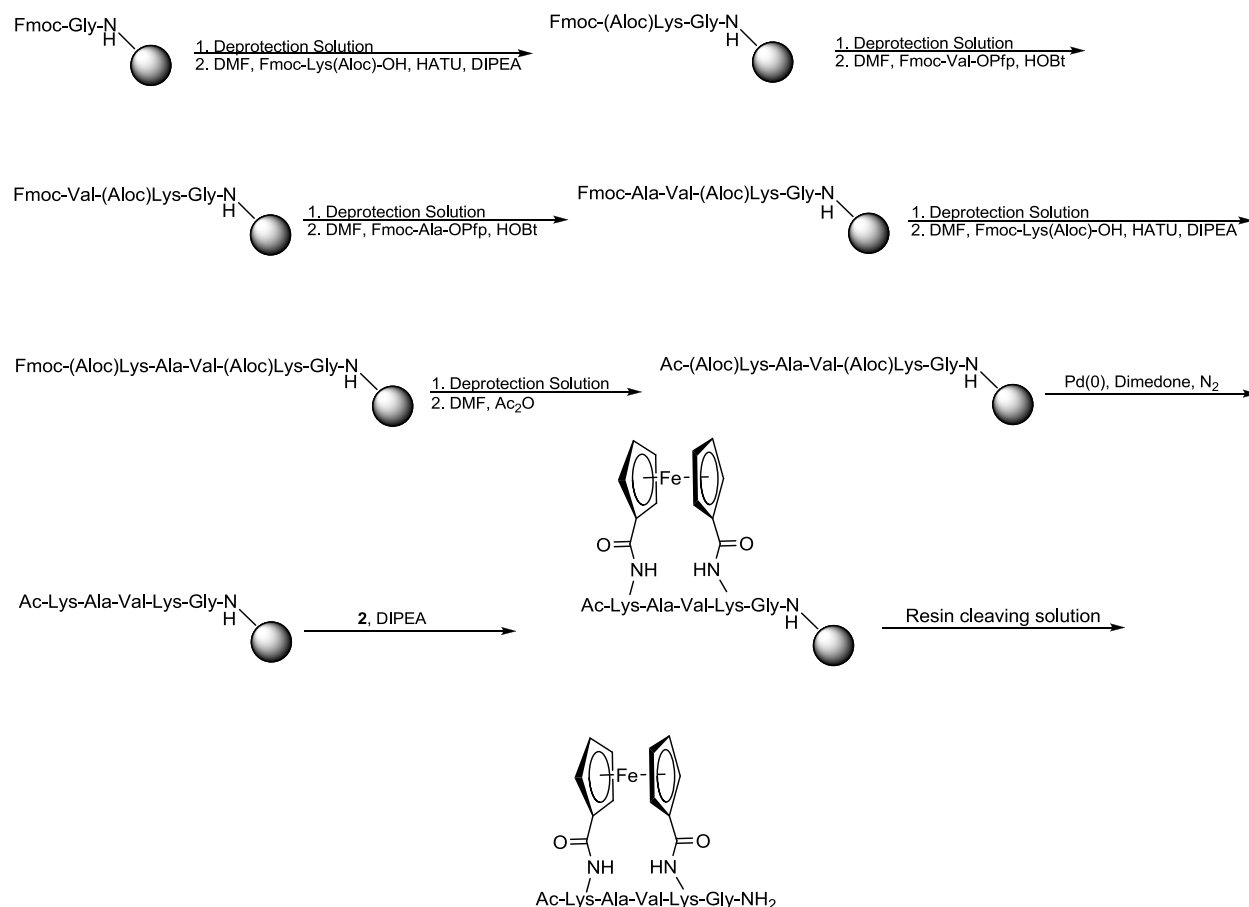 Fmoc-Gly-N
H
1. Deprotection Solution
2. DMF, Fmoc-Lys(Aloc)-OH, HATU, DIPEA
Fmoc-(Aloc)Lys-Gly-N
H
1. Deprotection Solution
2. DMF, Fmoc-Val-OPfp, HOBt
Fmoc-Val-(Aloc)Lys-Gly-N
H
1. Deprotection Solution
2. DMF, Fmoc-Ala-OPfp, HOBt
Fmoc-Ala-Val-(Aloc)Lys-Gly-N
H
1. Deprotection Solution
2. DMF, Fmoc-Lys(Aloc)-OH, HATU, DIPEA
Fmoc-(Aloc)Lys-Ala-Val-(Aloc)Lys-Gly-N
H
1. Deprotection Solution
2. DMF, Ac₂O
Ac-(Aloc)Lys-Ala-Val-(Aloc)Lys-Gly-N
H
Pd(0), Dimedone, N₂
Ac-Lys-Ala-Val-Lys-Gly-N
H
2, DIPEA
Fe
O
O
NH
HN
Ac-Lys-Ala-Val-Lys-Gly-N
H
Resin cleaving solution
Fe
O
O
NH
HN
Ac-Lys-Ala-Val-Lys-Gly-NH₂